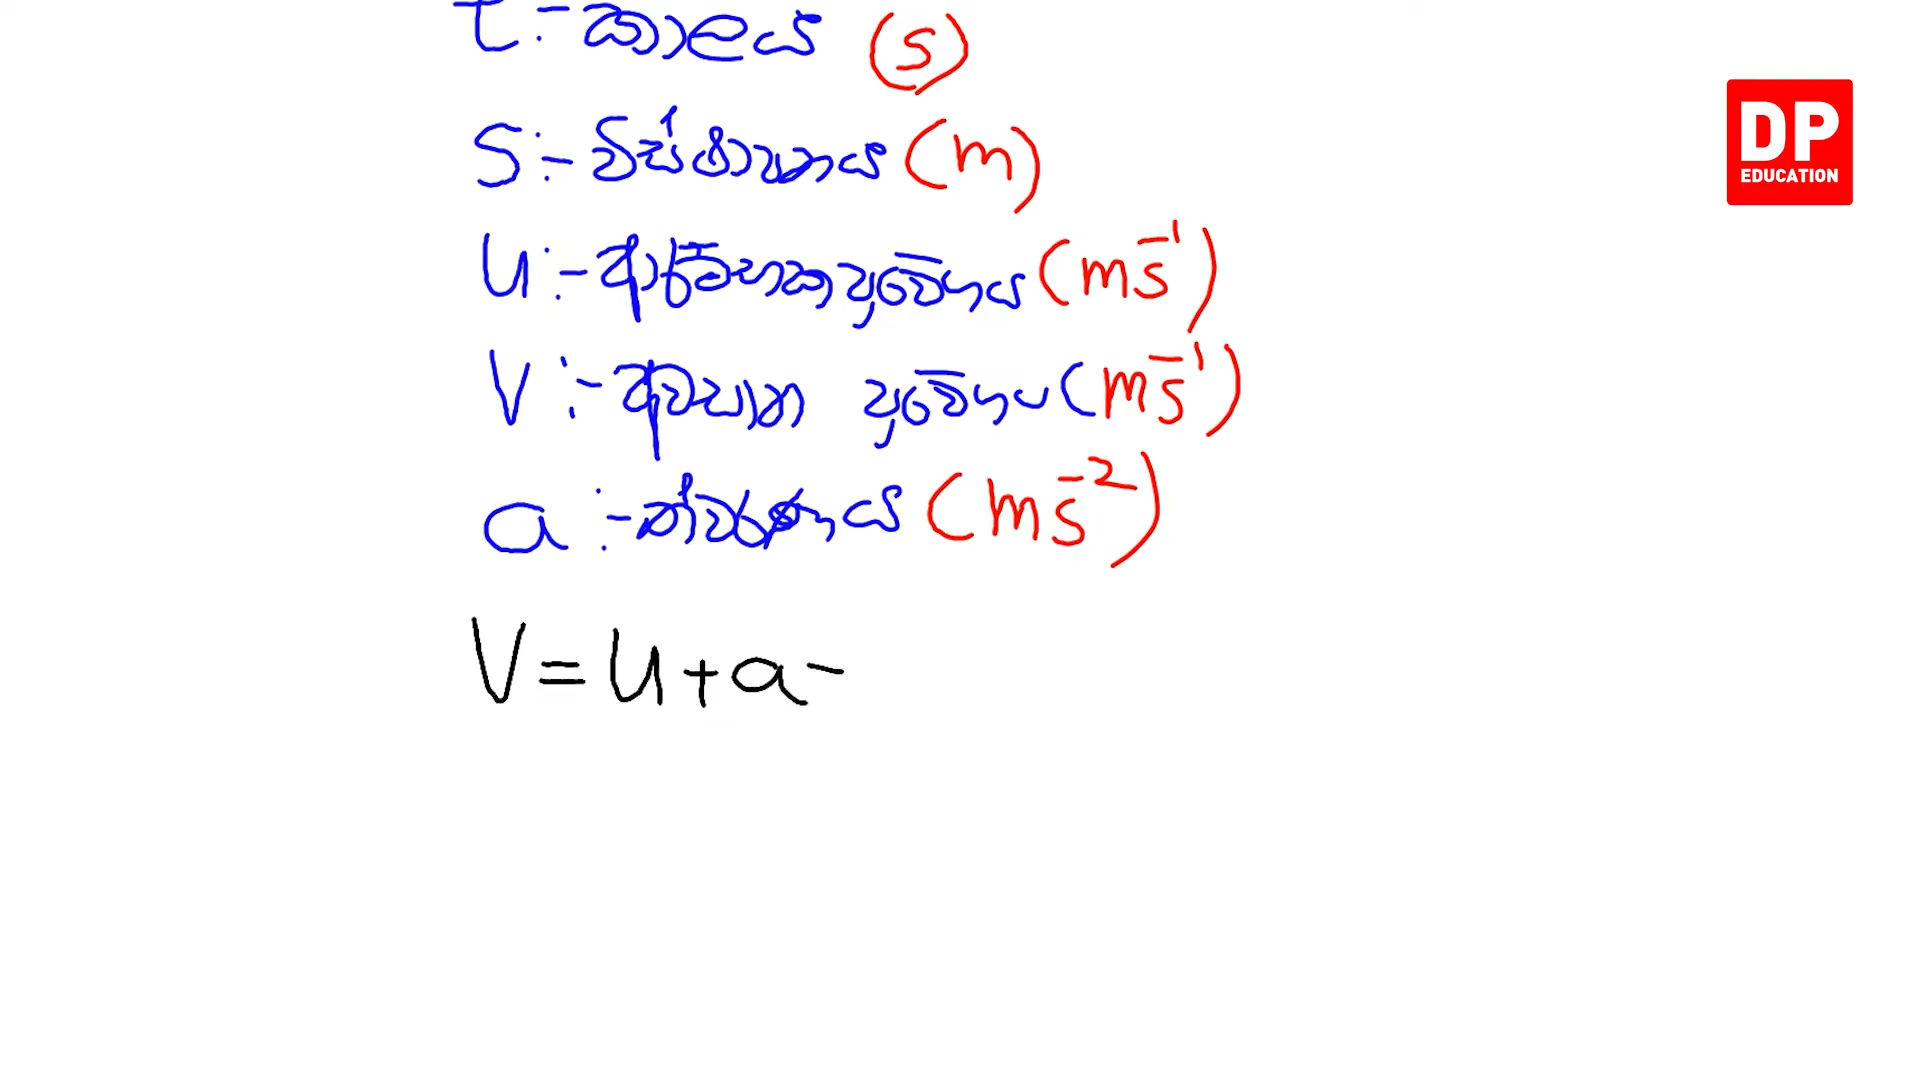 t :- කාලය (s)
DP
EDUCATION
S :- විස්ථාපනය (m)
u :- ආරම්භක ප්‍රවේගය (ms⁻¹)
V :- අවසාන ප්‍රවේගය (ms⁻¹)
a :- ත්වරණය (ms⁻²)
V = u + a -